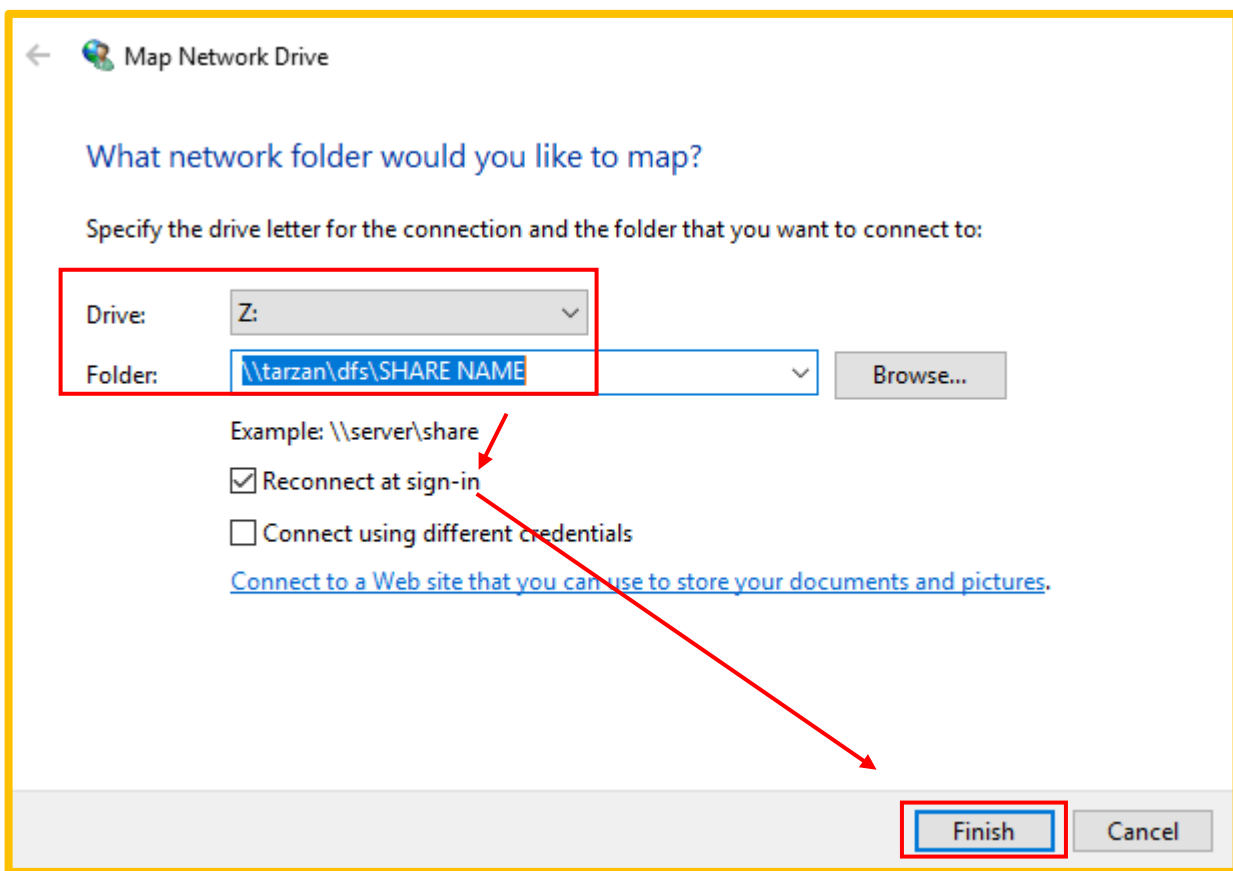 Map Network Drive
What network folder would you like to map?
Specify the drive letter for the connection and the folder that you want to connect to:
Drive: Z:
Folder: \\tarzan\dfs\SHARE NAME Browse...
Example: \\server\share
Reconnect at sign-in
Connect using different credentials
Connect to a Web site that you can use to store your documents and pictures.
Finish Cancel